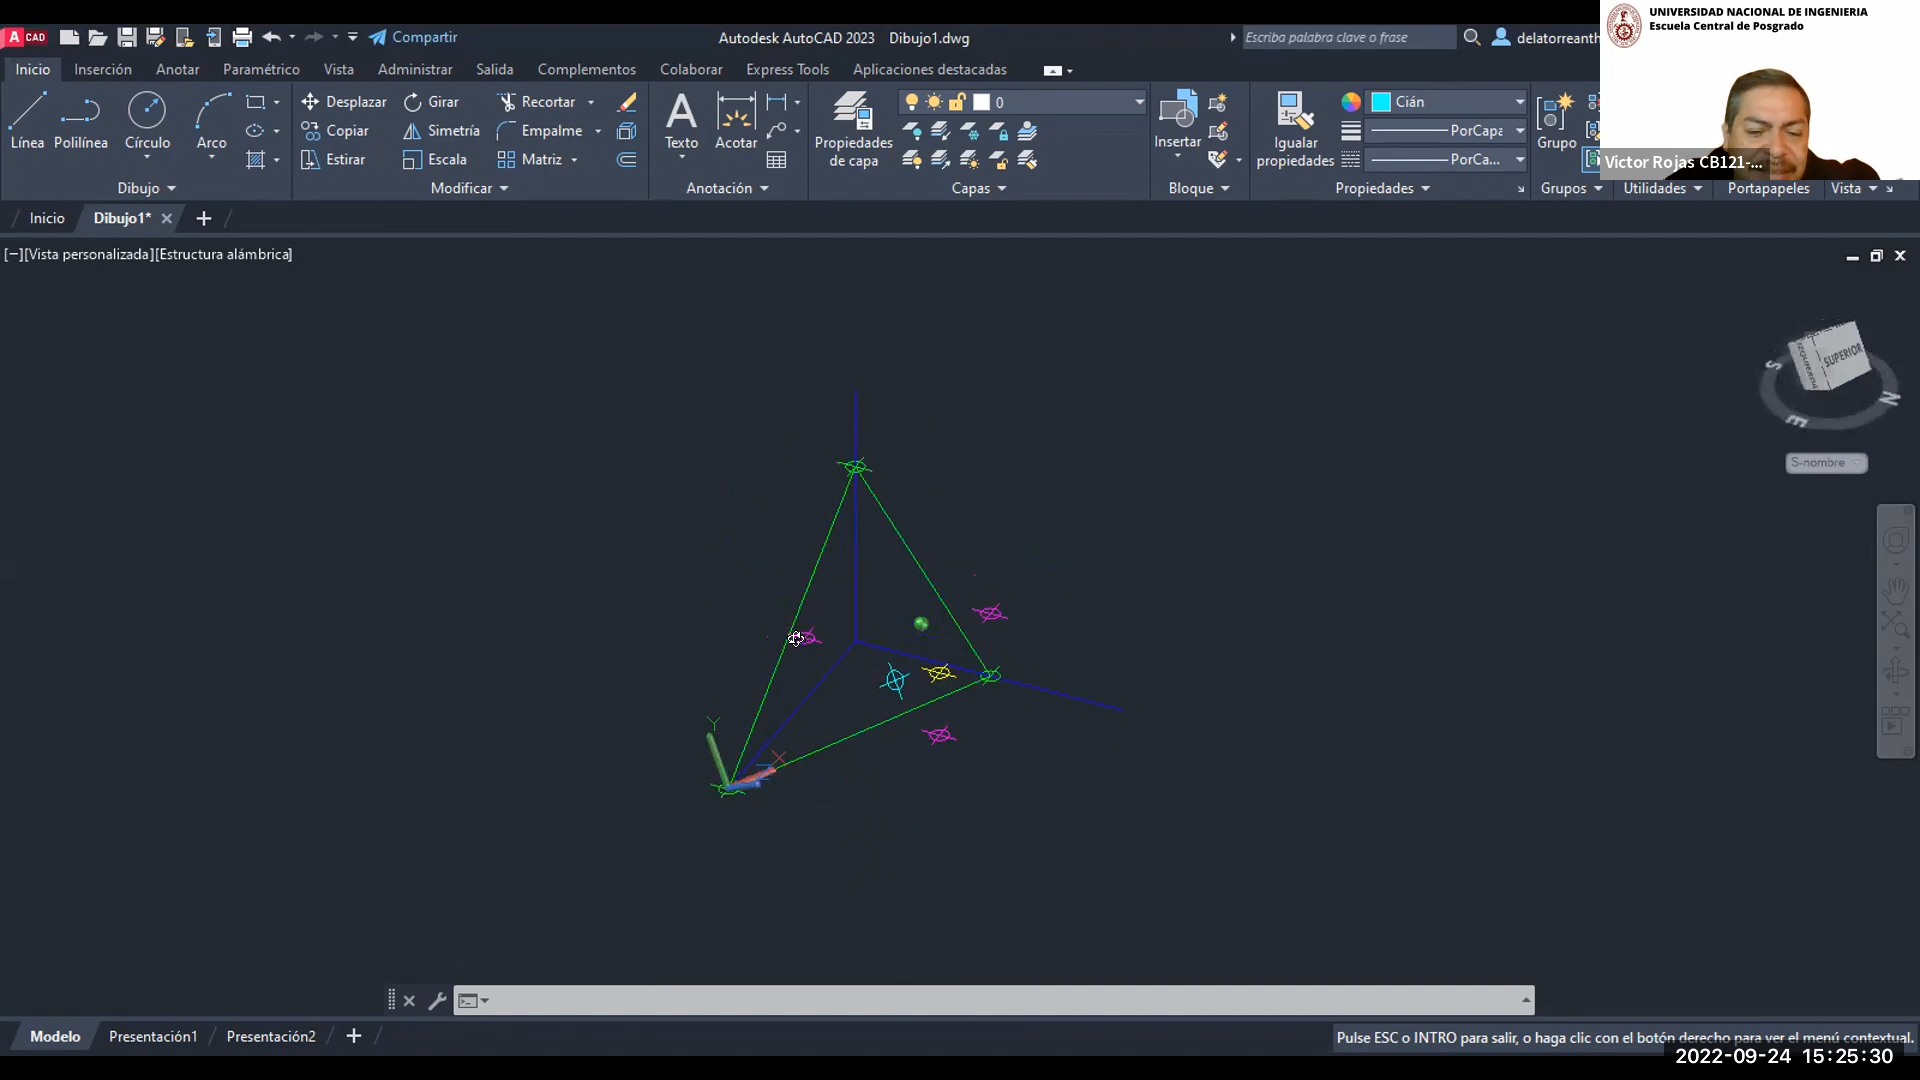 CAD
Compartir
Autodesk AutoCAD 2023 Dibujo1.dwg
Escriba palabra clave o frase
delatorreanth
UNIVERSIDAD NACIONAL DE INGENIERIA
Escuela Central de Posgrado
Inicio
Inserción
Anotar
Paramétrico
Vista
Administrar
Salida
Complementos
Colaborar
Express Tools
Aplicaciones destacadas
Línea
Polilínea
Círculo
Arco
Desplazar
Girar
Recortar
Copiar
Simetría
Empalme
Estirar
Escala
Matriz
Texto
Acotar
Propiedades de capa
0
Insertar
Igualar propiedades
Cián
PorCapa
PorCa...
Grupo
Victor Rojas CB121-...
Dibujo
Modificar
Anotación
Capas
Bloque
Propiedades
Grupos
Utilidades
Portapapeles
Vista
Inicio
Dibujo1*
[−][Vista personalizada][Estructura alámbrica]
IZQUIERDA
SUPERIOR
S
N
E
S-nombre
Y
X
Modelo
Presentación1
Presentación2
Pulse ESC o INTRO para salir, o haga clic con el botón derecho para ver el menú contextual.
2022-09-24 15:25:30